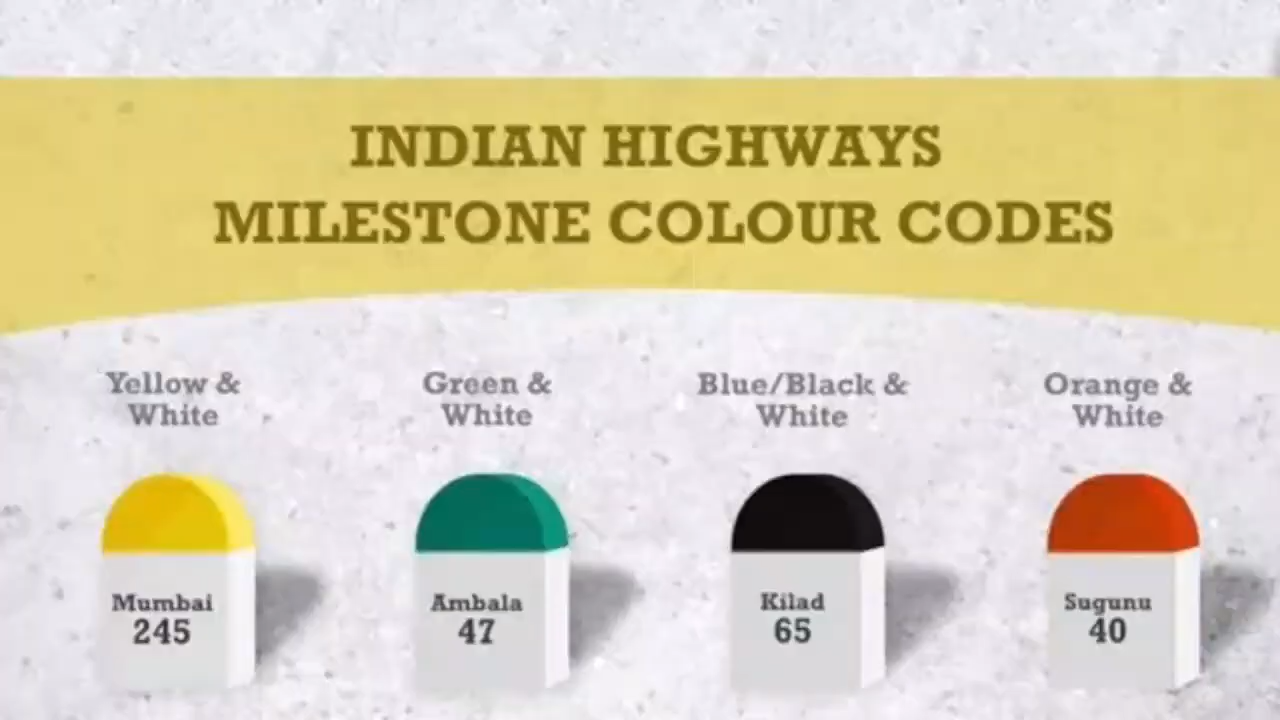 INDIAN HIGHWAYS
MILESTONE COLOUR CODES
Yellow &
White
Green &
White
Blue/Black &
White
Orange &
White
Mumbai
245
Ambala
47
Kilad
65
Sugunu
40